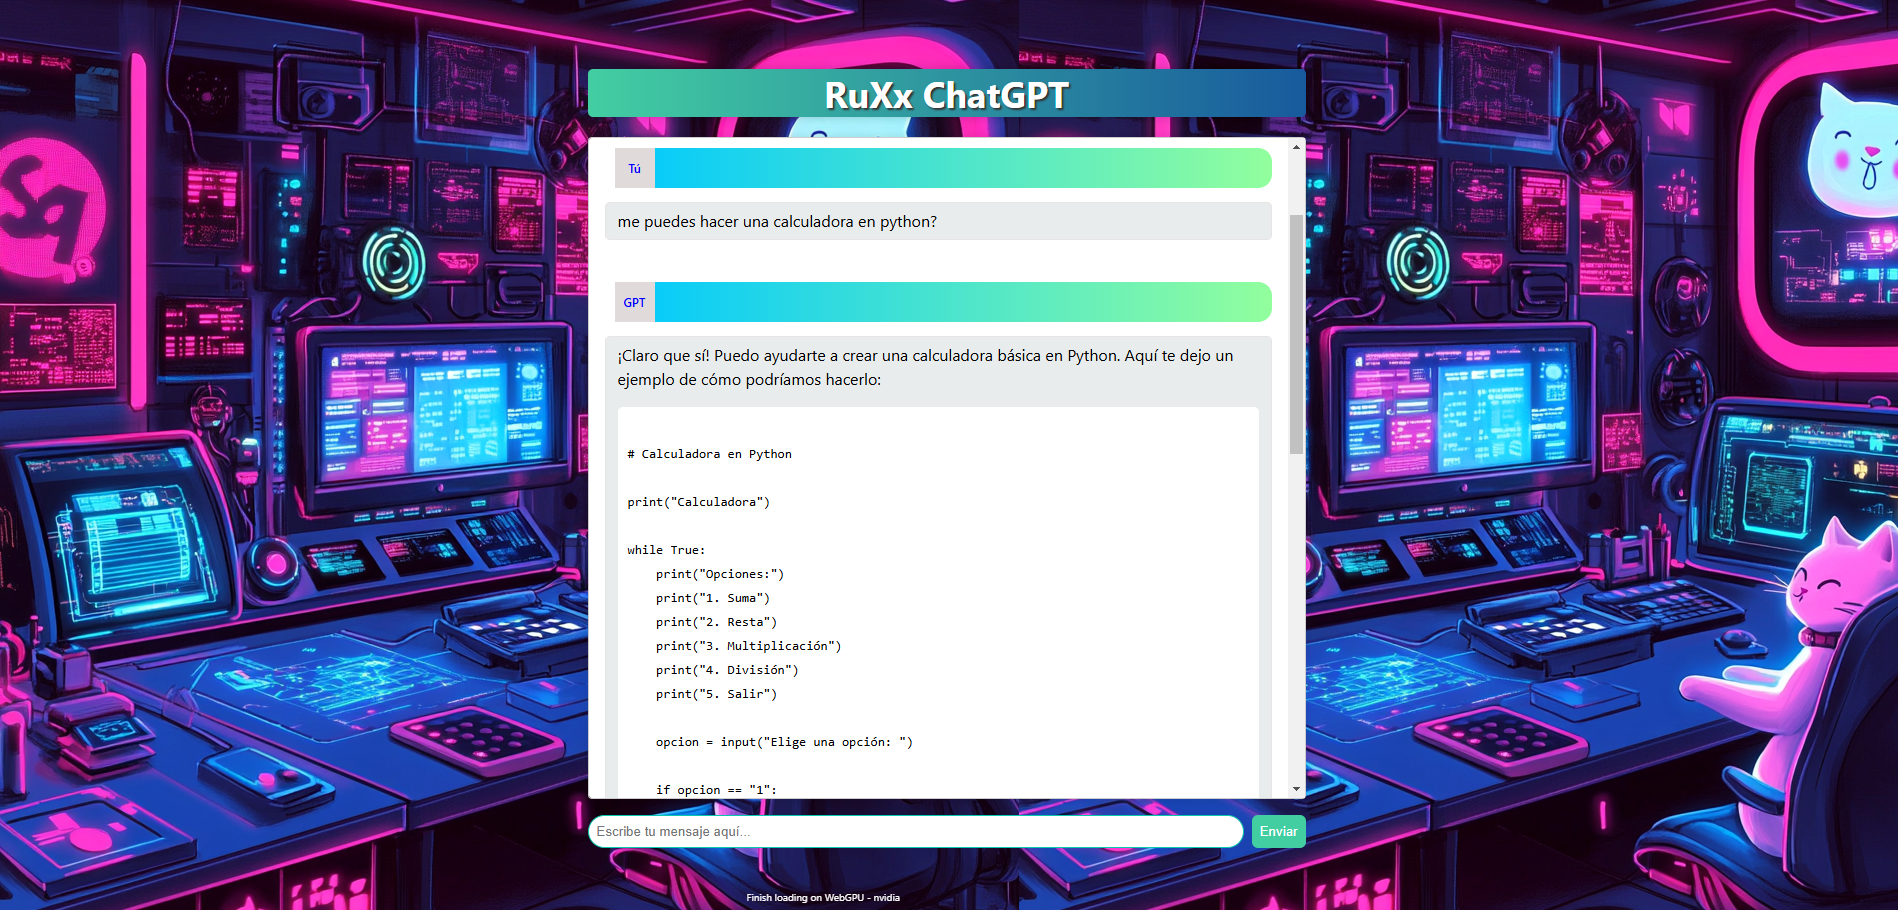 RuXx ChatGPT
Tú
me puedes hacer una calculadora en python?
GPT
¡Claro que sí! Puedo ayudarte a crear una calculadora básica en Python. Aquí te dejo un
ejemplo de cómo podríamos hacerlo:
# Calculadora en Python
print("Calculadora")
while True:
    print("Opciones:")
    print("1. Suma")
    print("2. Resta")
    print("3. Multiplicación")
    print("4. División")
    print("5. Salir")
    opcion = input("Elige una opción: ")
    if opcion == "1":
Escribe tu mensaje aquí...
Enviar
Finish loading on WebGPU - nvidia